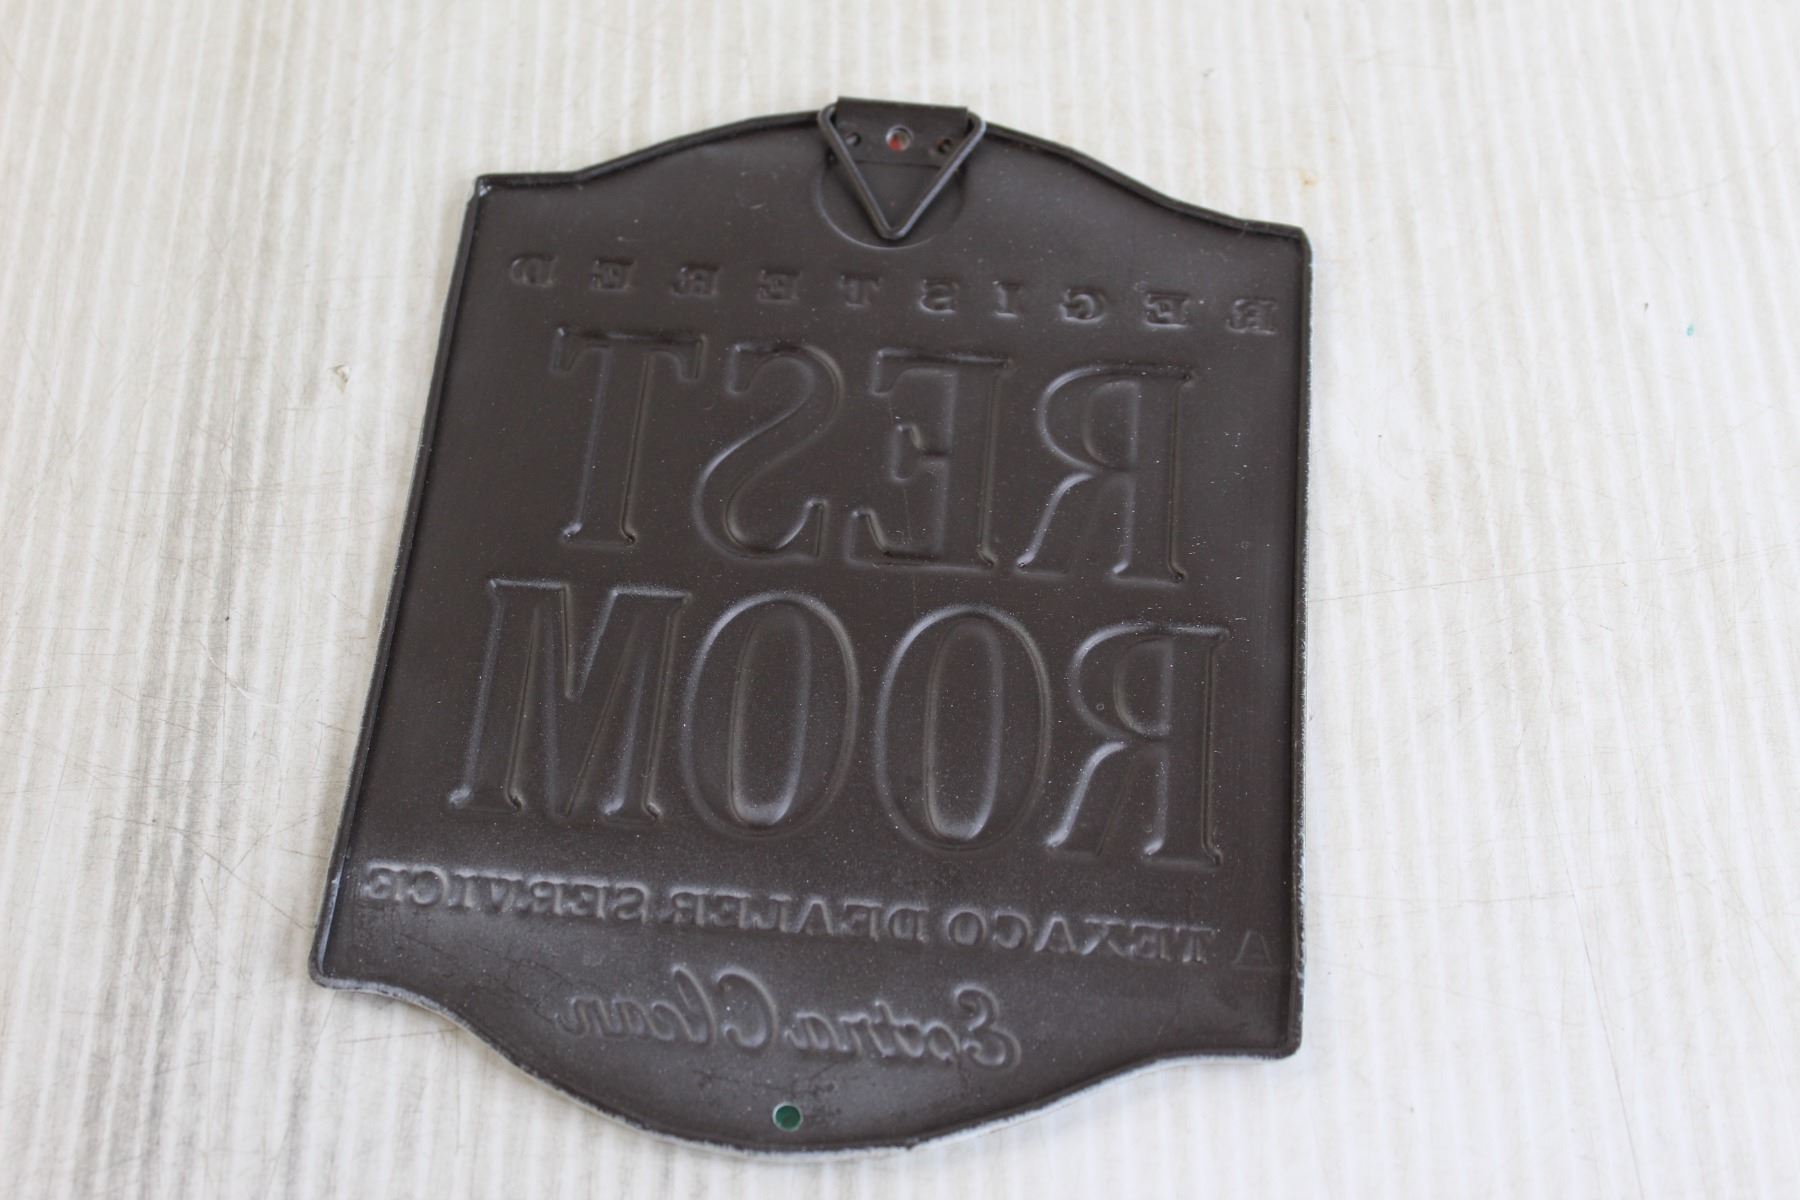 REGISTERED
REST
ROOM
A TEXACO DEALER SERVICE
Extra Clean